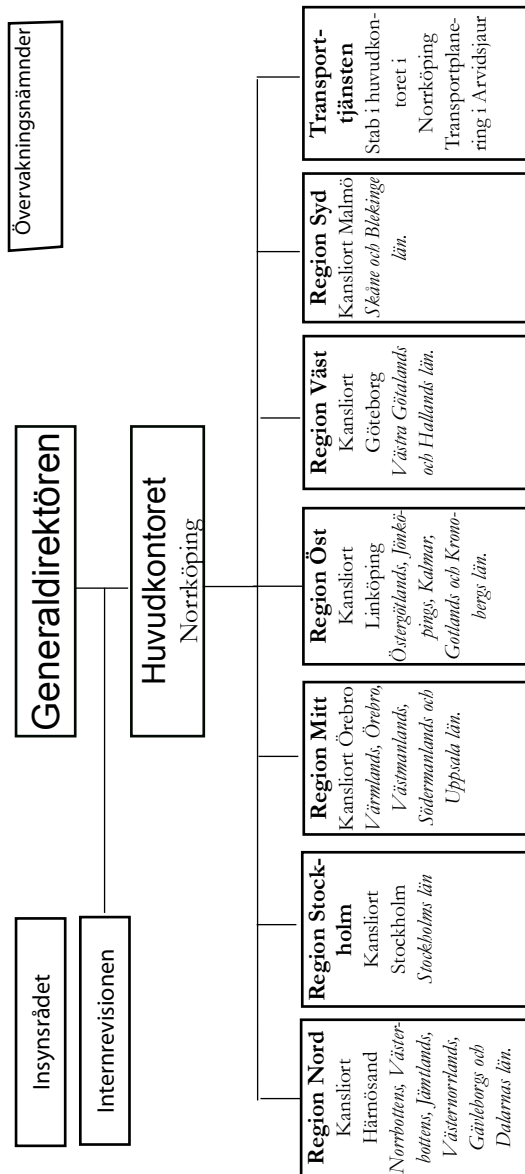 Övervakningsnämnder
Generaldirektören
Insynsrådet
Internrevisionen
Huvudkontoret
Norrköping
Region Nord
Kansliort
Härnösand
Norrbottens, Väster-
bottens, Jämtlands,
Västernorrlands,
Gävleborgs och
Dalarnas län.
Region Stock-
holm
Kansliort
Stockholm
Stockholms län
Region Mitt
Kansliort Örebro
Värmlands, Örebro,
Västmanlands,
Södermanlands och
Uppsala län.
Region Öst
Kansliort
Linköping
Östergötlands, Jönkö-
pings, Kalmar,
Gotlands och Krono-
bergs län.
Region Väst
Kansliort
Göteborg
Västra Götalands
och Hallands län.
Region Syd
Kansliort Malmö
Skåne och Blekinge
län.
Transport-
tjänsten
Stab i huvudkon-
toret i
Norrköping
Transportplane-
ring i Arvidsjaur